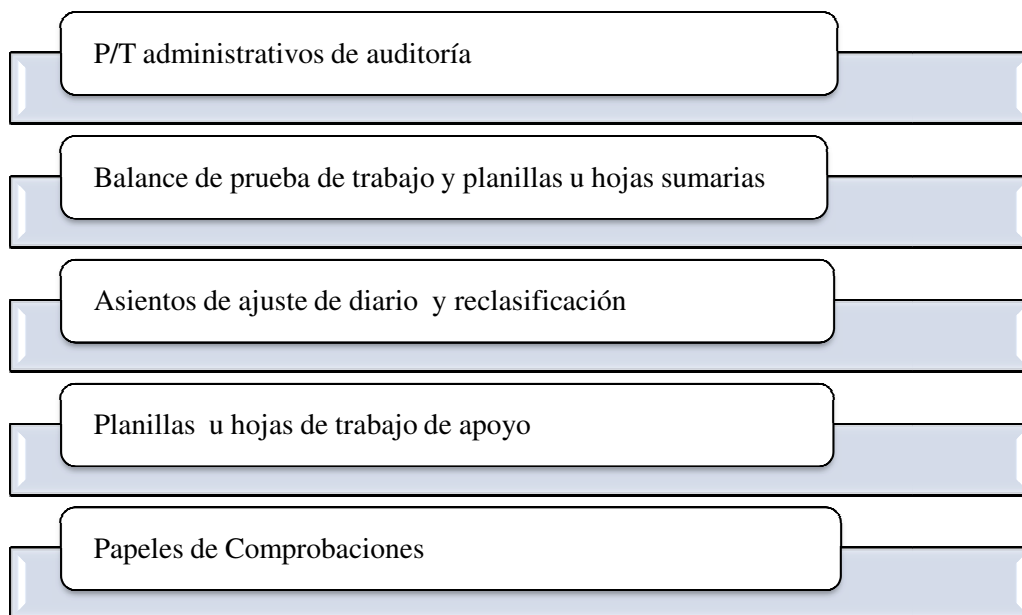 P/T administrativos de auditoría
Balance de prueba de trabajo y planillas u hojas sumarias
Asientos de ajuste de diario  y reclasificación
Planillas  u hojas de trabajo de apoyo
Papeles de Comprobaciones